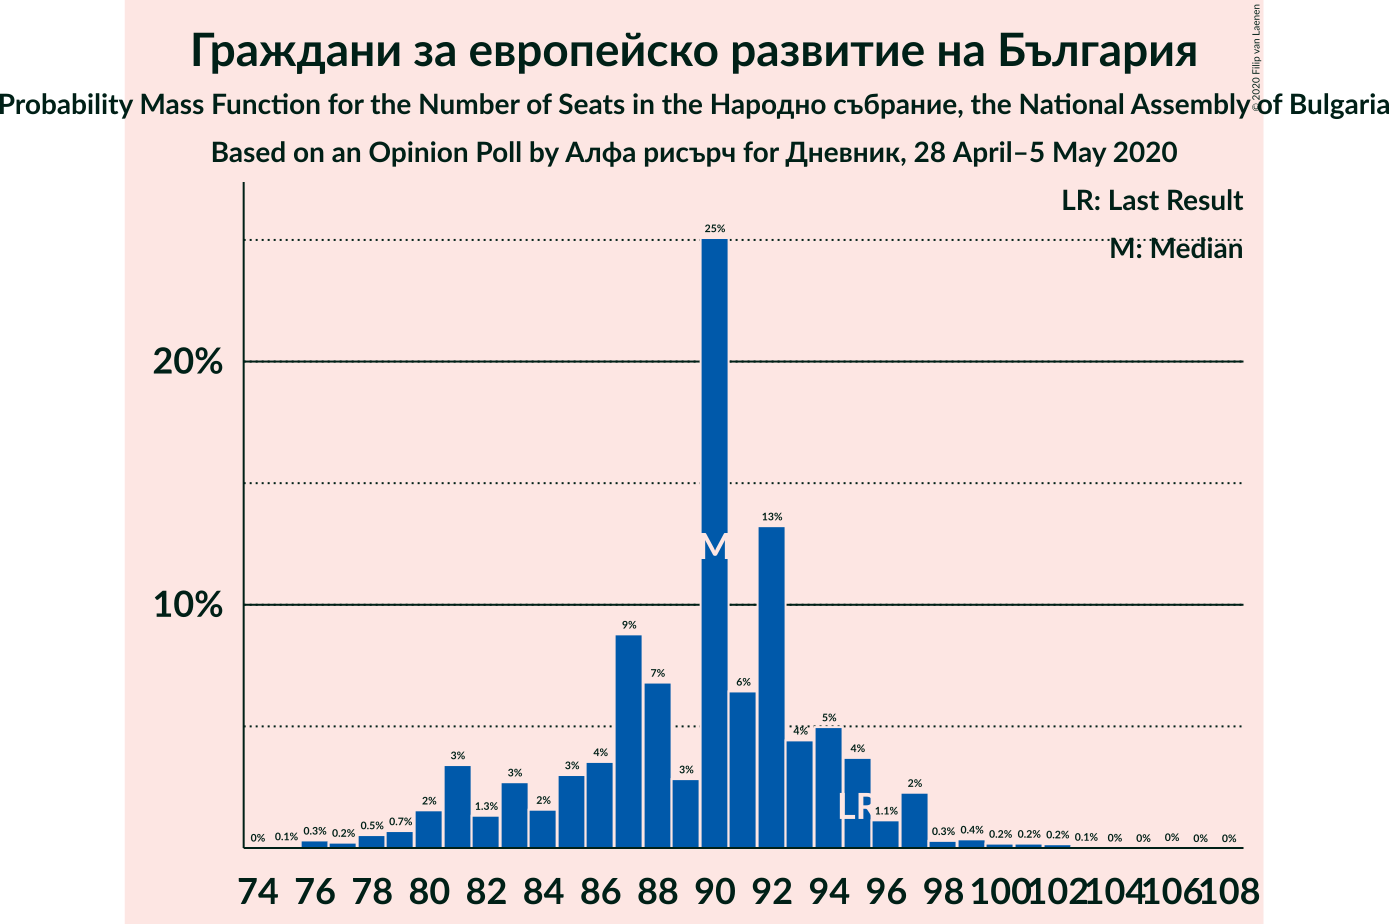 Граждани за европейско развитие на България
Probability Mass Function for the Number of Seats in the Народно събрание, the National Assembly of Bulgaria
Based on an Opinion Poll by Алфа рисърч for Дневник, 28 April–5 May 2020
© 2020 Filip van Laenen
LR: Last Result
M: Median
25%
20%
13%
M
10%
9%
7%
6%
5%
4%
4%
4%
3%
3%
3%
3%
2%
2%
2%
LR
1.3%
1.1%
0% 0.1% 0.3% 0.2% 0.5% 0.7%
0.3% 0.4% 0.2% 0.2% 0.2% 0.1% 0% 0% 0% 0% 0%
74 76 78 80 82 84 86 88 90 92 94 96 98 100 102 104 106 108